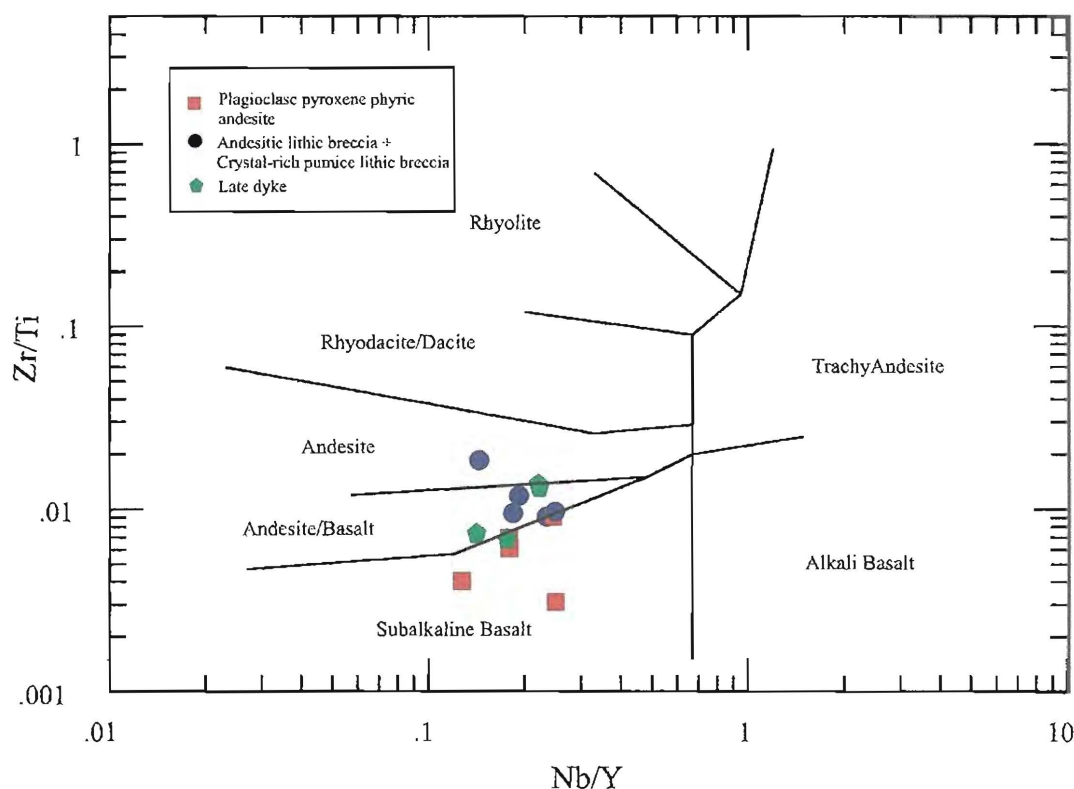 Plagioclase pyroxene phyric
andesite
Andesitic lithic breccia +
Crystal-rich pumice lithic breccia
Late dyke
1
Rhyolite
.1
Rhyodacite/Dacite
TrachyAndesite
Zr/Ti
Andesite
.01
Andesite/Basalt
Alkali Basalt
Subalkaline Basalt
.001
.01
.1
1
10
Nb/Y